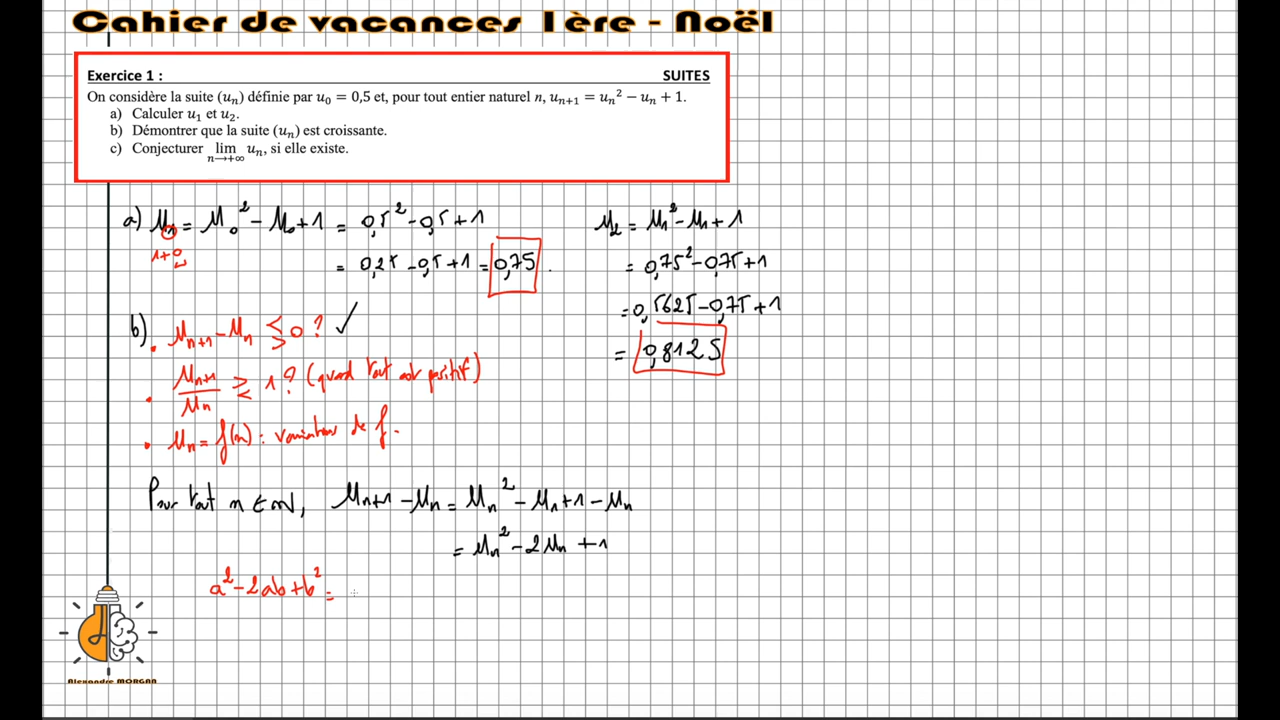 Cahier de vacances 1ère - Noël
Exercice 1 : SUITES
On considère la suite (uₙ) définie par u₀ = 0,5 et, pour tout entier naturel n, uₙ₊₁ = uₙ² − uₙ + 1.
a) Calculer u₁ et u₂.
b) Démontrer que la suite (uₙ) est croissante.
c) Conjecturer lim uₙ, si elle existe.
n→+∞
a) u₁ = u₀² − u₀ + 1 = 0,5² − 0,5 + 1
1+0
= 0,25 − 0,5 + 1 = 0,75 .
u₂ = u₁² − u₁ + 1
= 0,75² − 0,75 + 1
= 0,5625 − 0,75 + 1
= 0,8125
b)
• uₙ₊₁ − uₙ ≶ 0 ? ✓
• uₙ₊₁/uₙ ≷ 1 ? (quand tout est positif)
• uₙ = f(n) : variations de f.
Pour tout n ∈ ℕ, uₙ₊₁ − uₙ = uₙ² − uₙ + 1 − uₙ
= uₙ² − 2uₙ + 1
a² − 2ab + b² =
Alexandre MORGAN